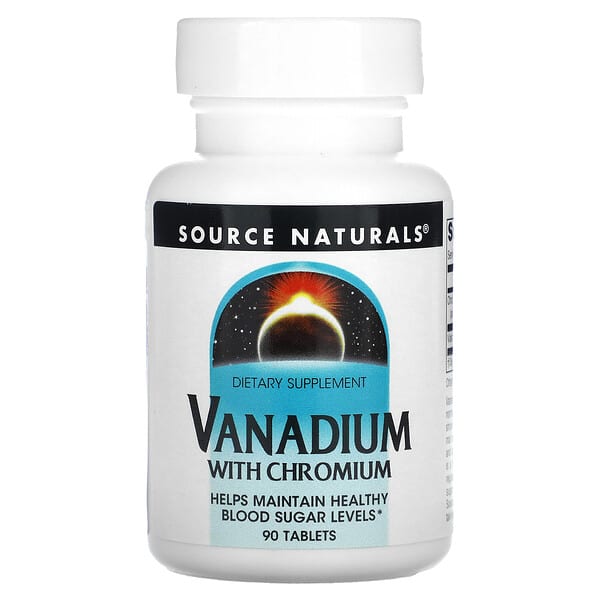 SOURCE NATURALS®
DIETARY SUPPLEMENT
VANADIUM
WITH CHROMIUM
HELPS MAINTAIN HEALTHY
BLOOD SUGAR LEVELS*
90 TABLETS